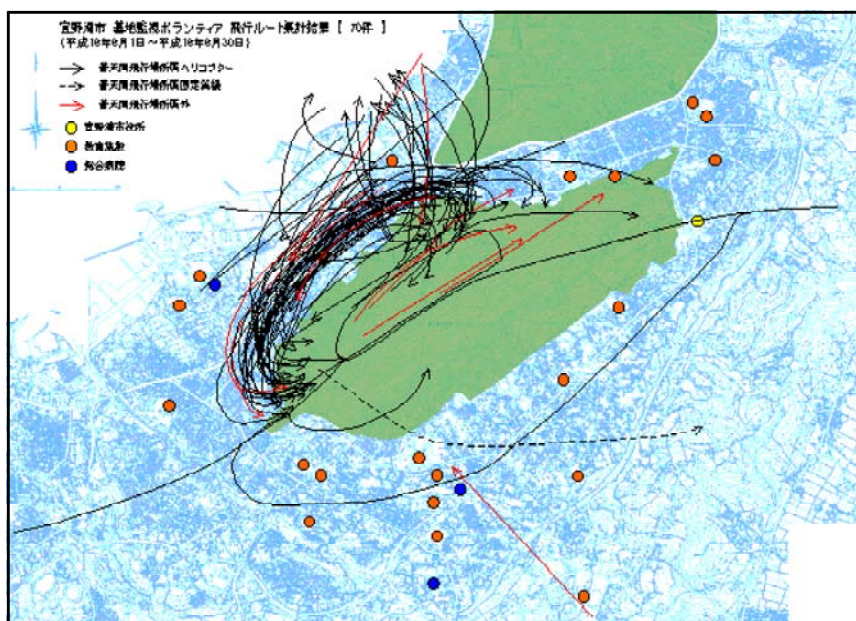 宜野湾市 基地監視ボランティア 飛行ルート集計結果 【 70件 】
(平成16年6月1日～平成16年6月30日)
普天間飛行場所属ヘリコプター
普天間飛行場所属固定翼機
普天間飛行場所属外
宜野湾市役所
教育施設
総合病院